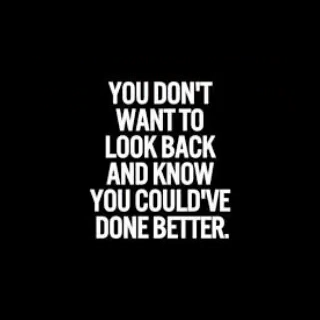 YOU DON'T
WANT TO
LOOK BACK
AND KNOW
YOU COULD'VE
DONE BETTER.